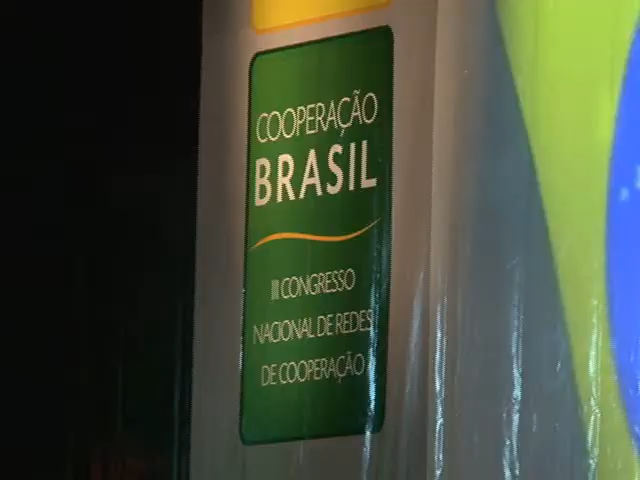 COOPERAÇÃO
BRASIL
III CONGRESSO
NACIONAL DE REDES
DE COOPERAÇÃO